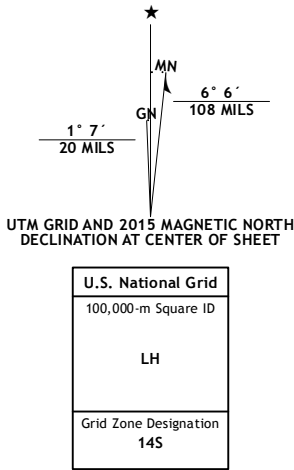 ★
MN
6° 6´
108 MILS
GN
1° 7´
20 MILS
UTM GRID AND 2015 MAGNETIC NORTH
DECLINATION AT CENTER OF SHEET
U.S. National Grid
100,000-m Square ID
LH
Grid Zone Designation
14S